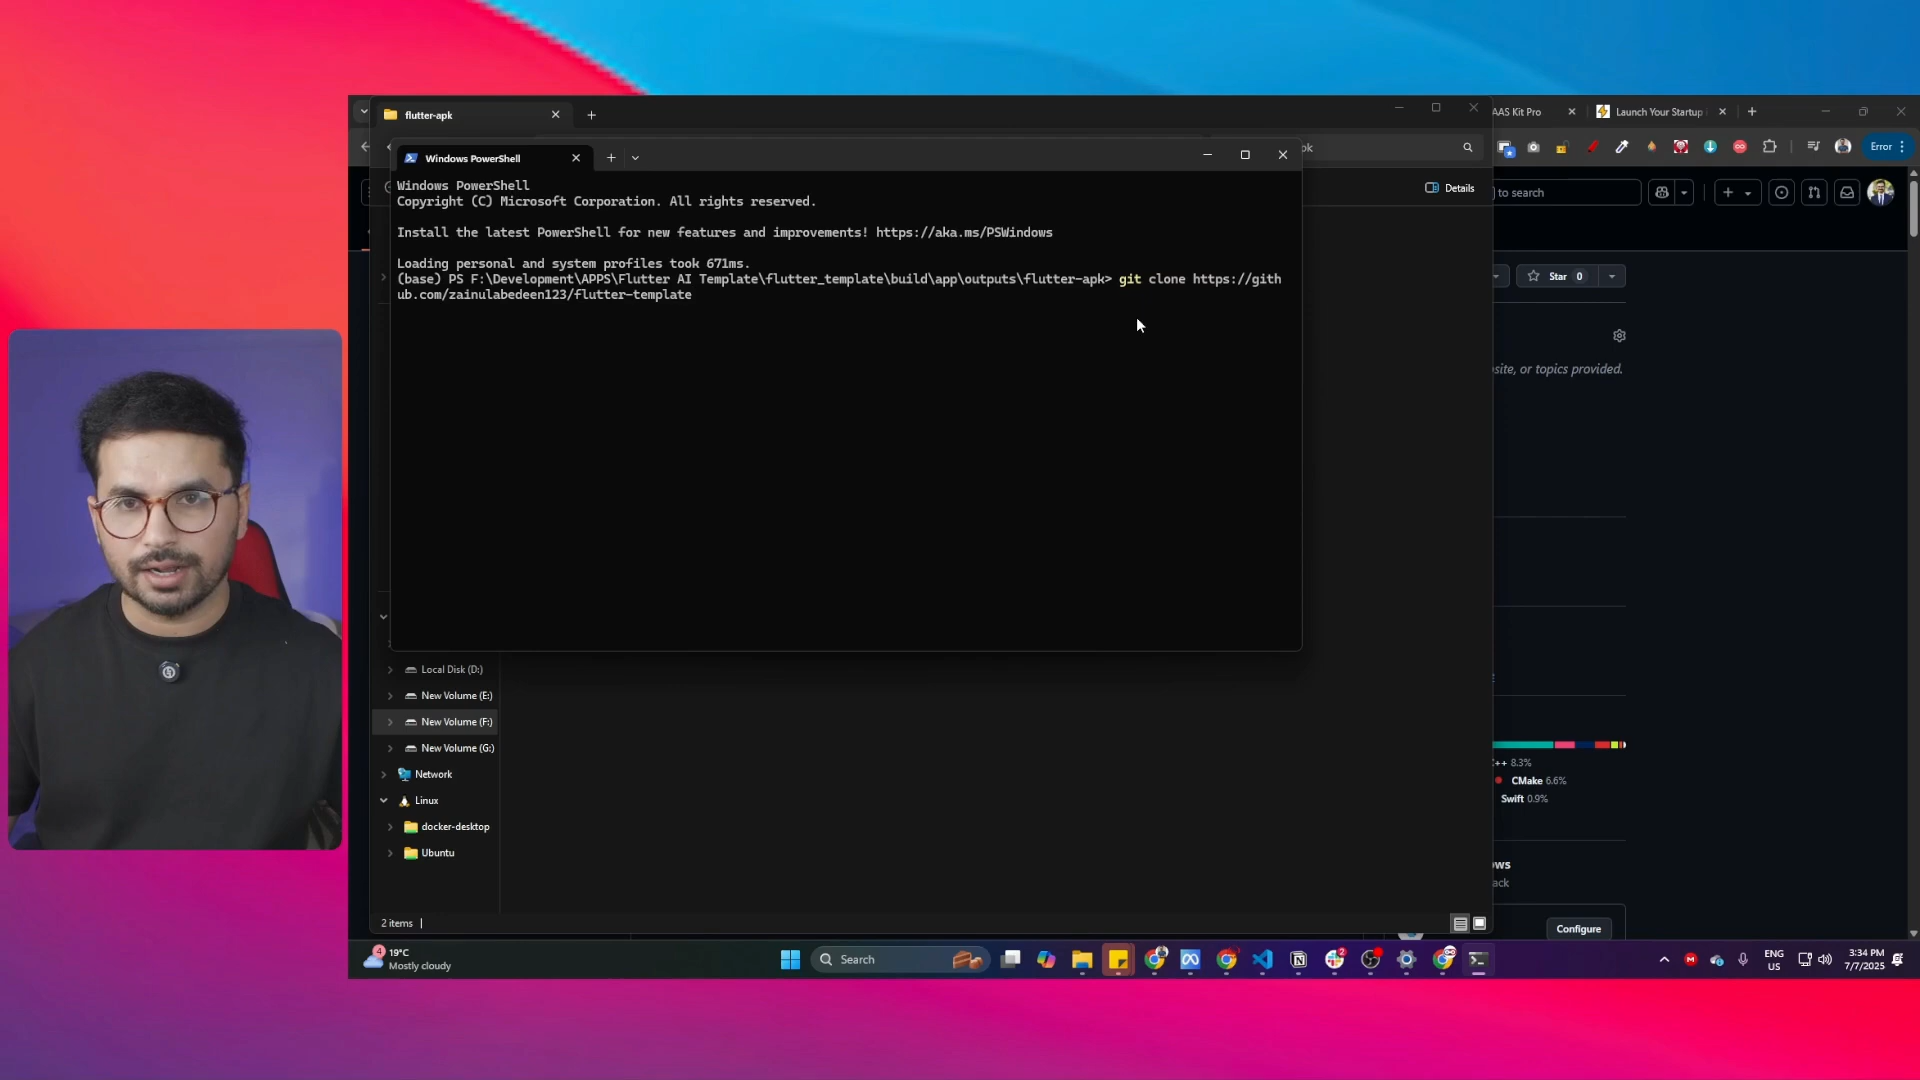 flutter-apk
AAS Kit Pro
Launch Your Startup
Windows PowerShell
ok
Error
Details
to search
Windows PowerShell
Copyright (C) Microsoft Corporation. All rights reserved.
Install the latest PowerShell for new features and improvements! https://aka.ms/PSWindows
Loading personal and system profiles took 671ms.
(base) PS F:\Development\APPS\Flutter AI Template\flutter_template\build\app\outputs\flutter-apk> git clone https://gith
ub.com/zainulabedeen123/flutter-template
Star 0
site, or topics provided.
Local Disk (D:)
New Volume (E:)
New Volume (F:)
New Volume (G:)
Network
Linux
docker-desktop
Ubuntu
++ 8.3%
CMake 6.6%
Swift 0.9%
ows
ack
Configure
2 items
4
19°C
Mostly cloudy
Search
2
ENG
US
3:34 PM
7/7/2025